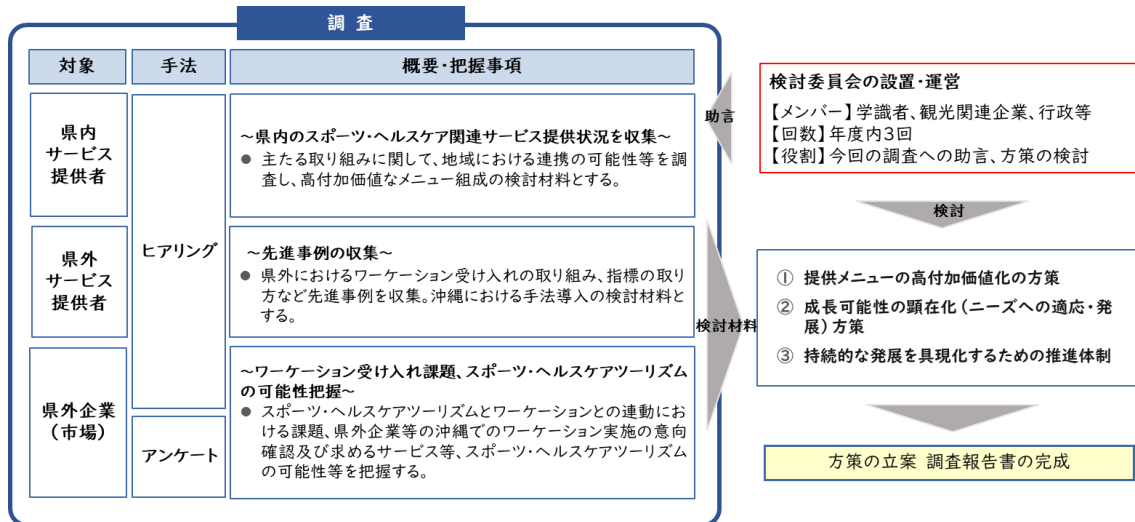 調 査
対象
手法
概要・把握事項
県内
サービス
提供者
ヒアリング
～県内のスポーツ・ヘルスケア関連サービス提供状況を収集～
● 主たる取り組みに関して、地域における連携の可能性等を調
査し、高付加価値なメニュー組成の検討材料とする。
県外
サービス
提供者
～先進事例の収集～
● 県外におけるワーケーション受け入れの取り組み、指標の取り
方など先進事例を収集。沖縄における手法導入の検討材料と
する。
県外企業
（市場）
アンケート
～ワーケーション受け入れ課題、スポーツ・ヘルスケアツーリズム
の可能性把握～
● スポーツ・ヘルスケアツーリズムとワーケーションとの連動にお
ける課題、県外企業等の沖縄でのワーケーション実施の意向
確認及び求めるサービス等、スポーツ・ヘルスケアツーリズム
の可能性等を把握する。
助言
検討材料
検討委員会の設置・運営
【メンバー】学識者、観光関連企業、行政等
【回数】年度内3回
【役割】今回の調査への助言、方策の検討
検討
① 提供メニューの高付加価値化の方策
② 成長可能性の顕在化（ニーズへの適応・発
展）方策
③ 持続的な発展を具現化するための推進体制
方策の立案 調査報告書の完成